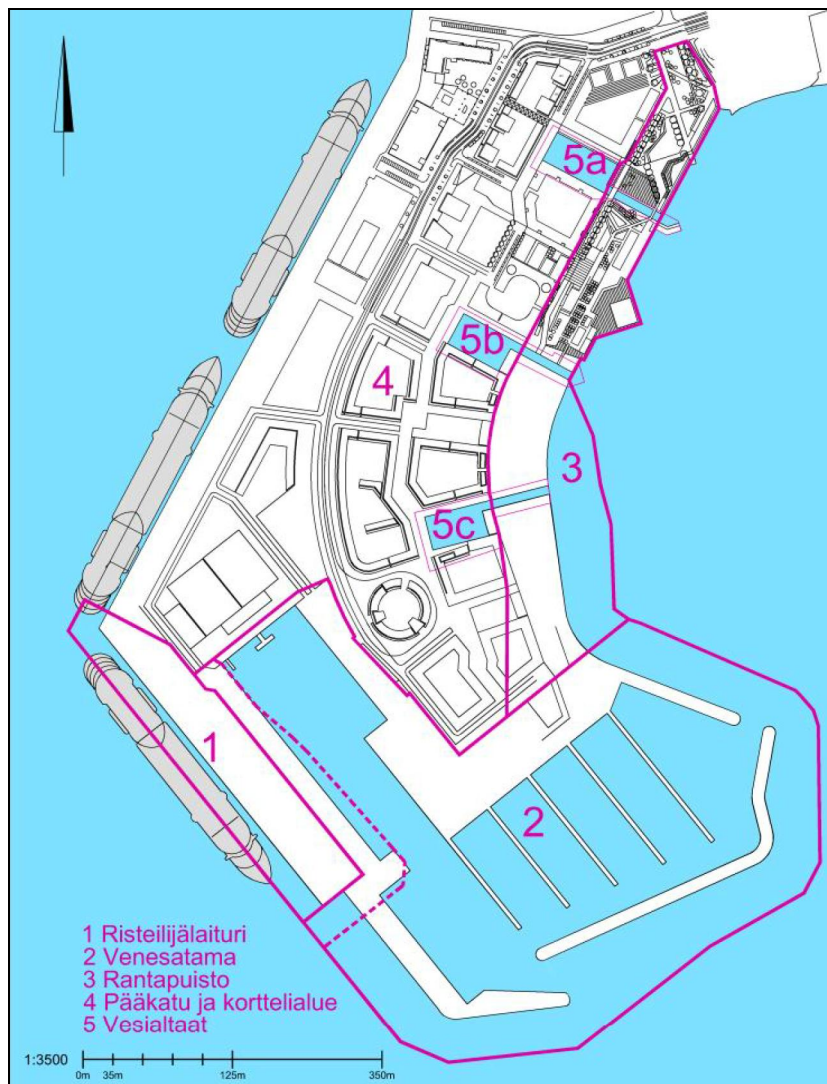 5a
5b
4
3
5c
1
2
1 Risteilijälaituri
2 Venesatama
3 Rantapuisto
4 Pääkatu ja korttelialue
5 Vesialtaat
1:3500
0m 35m 125m 350m